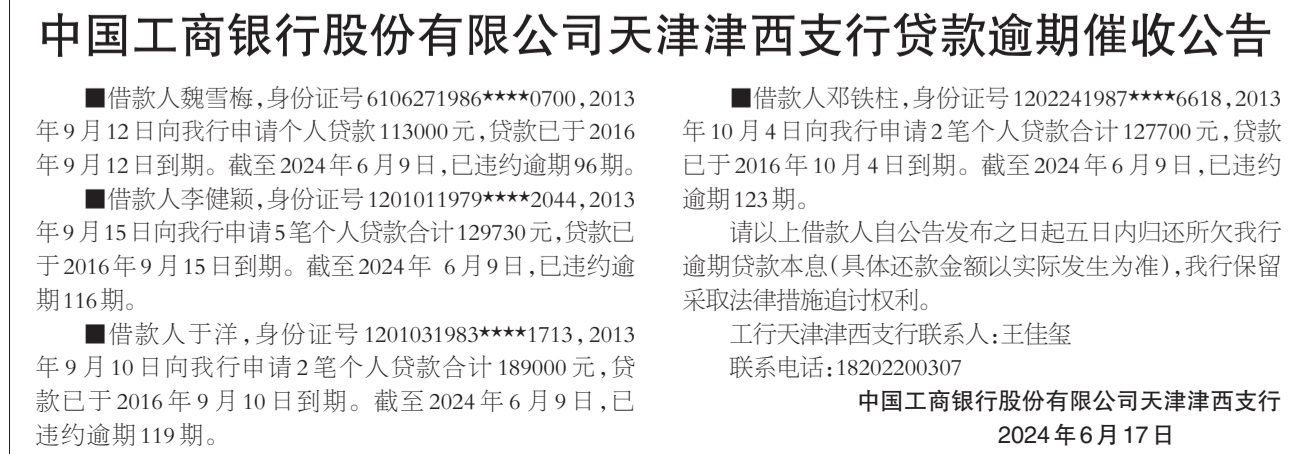 中国工商银行股份有限公司天津津西支行贷款逾期催收公告
■借款人魏雪梅,身份证号6106271986★★★★0700,2013
年9月12日向我行申请个人贷款113000元,贷款已于2016
年9月12日到期。截至2024年6月9日,已违约逾期96期。
■借款人李健颖,身份证号1201011979★★★★2044,2013
年9月15日向我行申请5笔个人贷款合计129730元,贷款已
于2016年9月15日到期。截至2024年 6月9日,已违约逾
期116期。
■借款人于洋,身份证号1201031983★★★★1713,2013
年9月10日向我行申请2笔个人贷款合计189000元,贷
款已于2016年9月10日到期。截至2024年6月9日,已
违约逾期119期。
■借款人邓铁柱,身份证号1202241987★★★★6618,2013
年10月4日向我行申请2笔个人贷款合计127700元,贷款
已于2016年10月4日到期。截至2024年6月9日,已违约
逾期123期。
请以上借款人自公告发布之日起五日内归还所欠我行
逾期贷款本息(具体还款金额以实际发生为准),我行保留
采取法律措施追讨权利。
工行天津津西支行联系人:王佳玺
联系电话:18202200307
中国工商银行股份有限公司天津津西支行
2024年6月17日